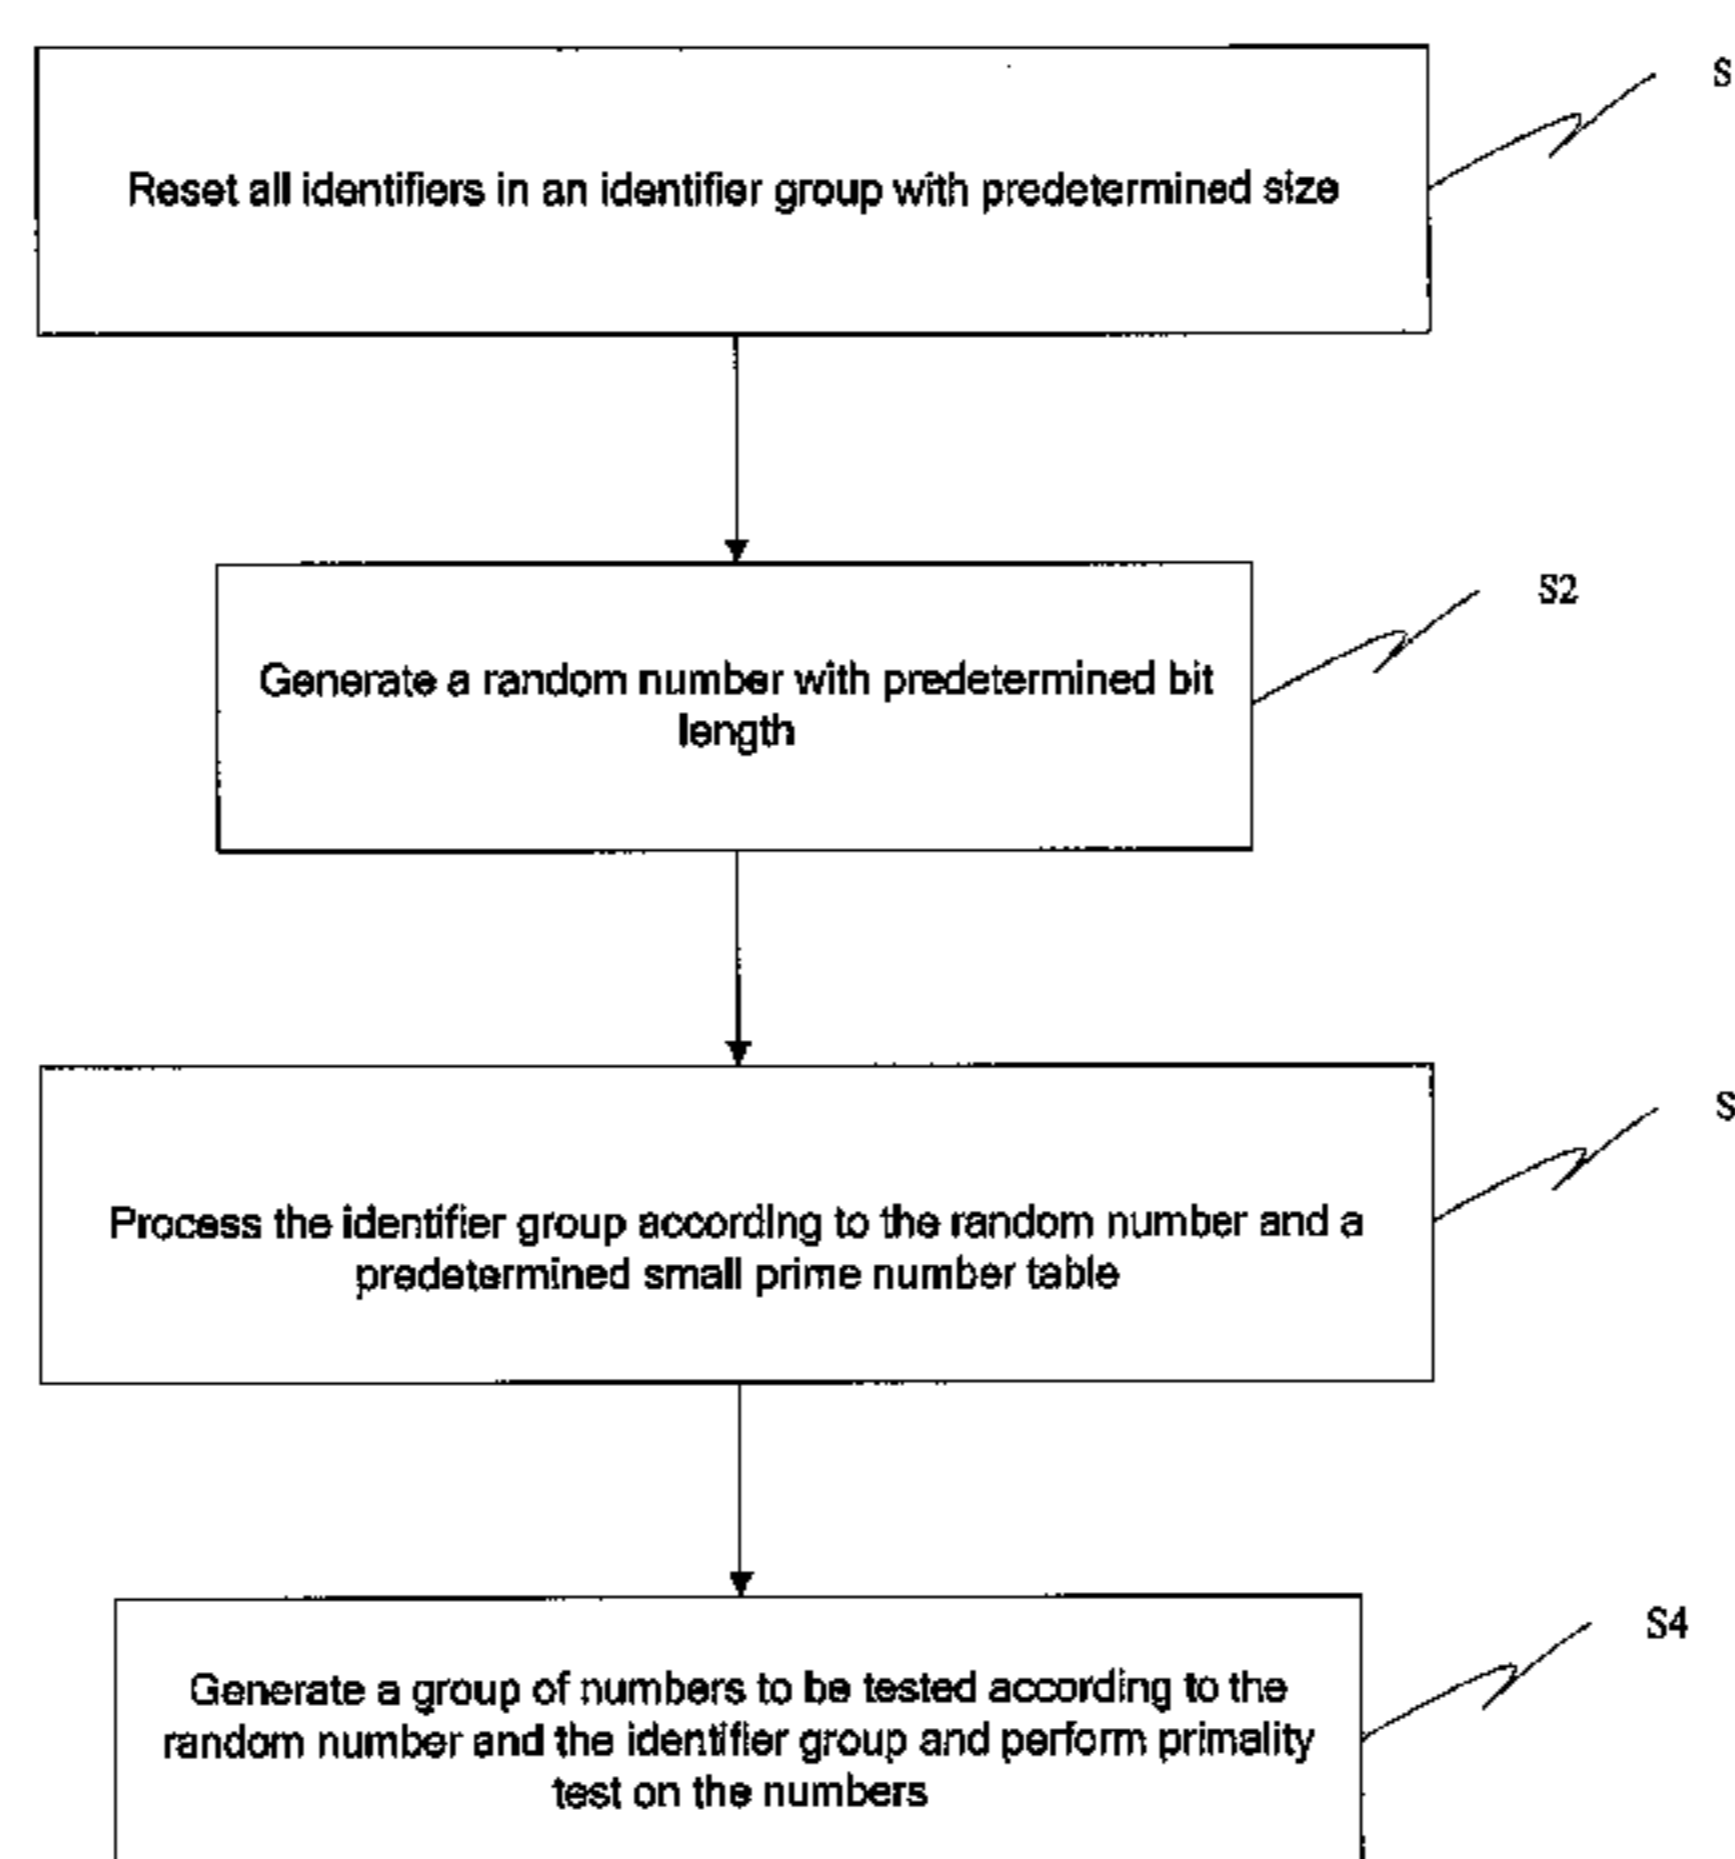 S
Reset all identifiers in an identifier group with predetermined size
S2
Generate a random number with predetermined bit
length
S
Process the identifier group according to the random number and a
predetermined small prime number table
S4
Generate a group of numbers to be tested according to the
random number and the identifier group and perform primality
test on the numbers